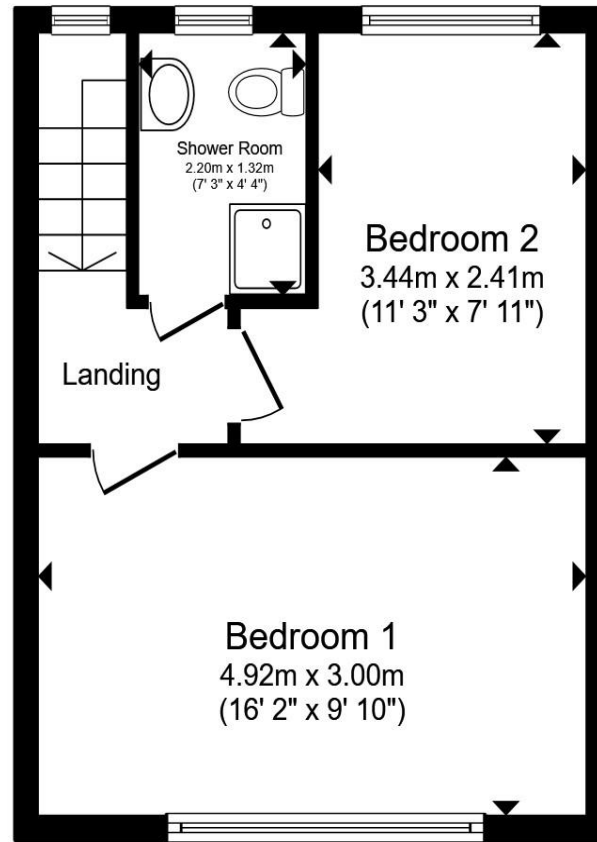 Shower Room
2.20m x 1.32m
(7' 3" x 4' 4")
Bedroom 2
3.44m x 2.41m
(11' 3" x 7' 11")
Landing
Bedroom 1
4.92m x 3.00m
(16' 2" x 9' 10")